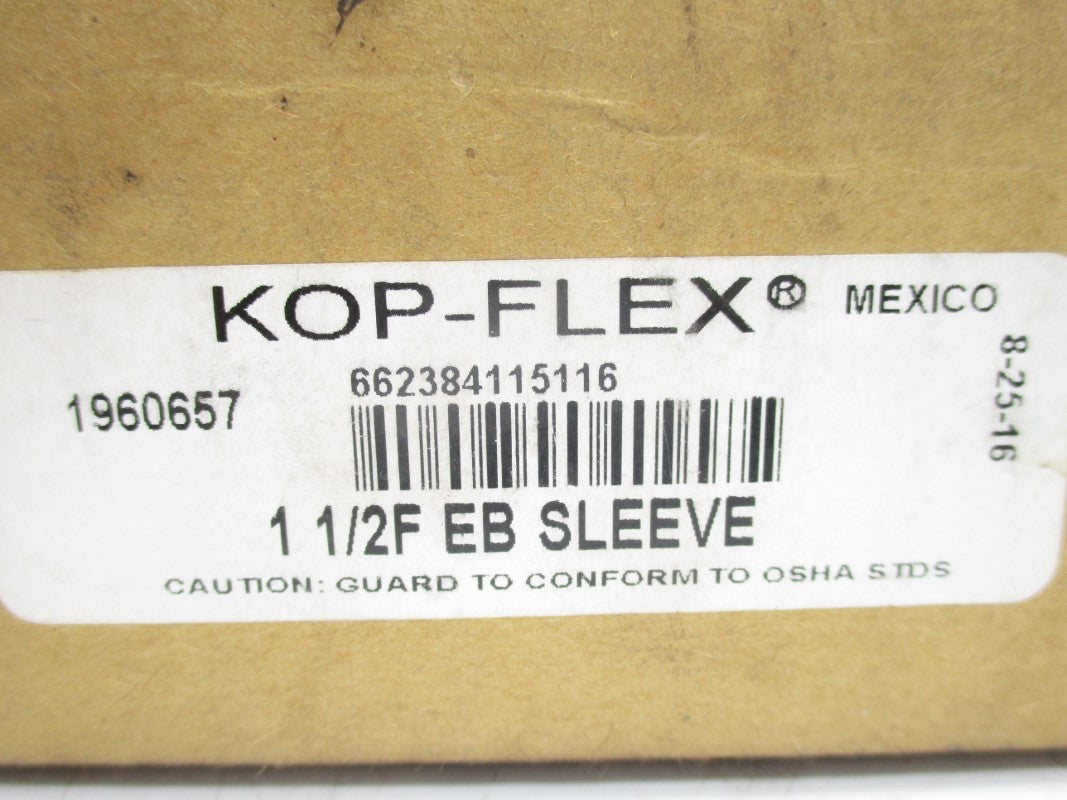 KOP-FLEX® MEXICO
662384115116
1960657
8-25-16
1 1/2F EB SLEEVE
CAUTION: GUARD TO CONFORM TO OSHA STDS